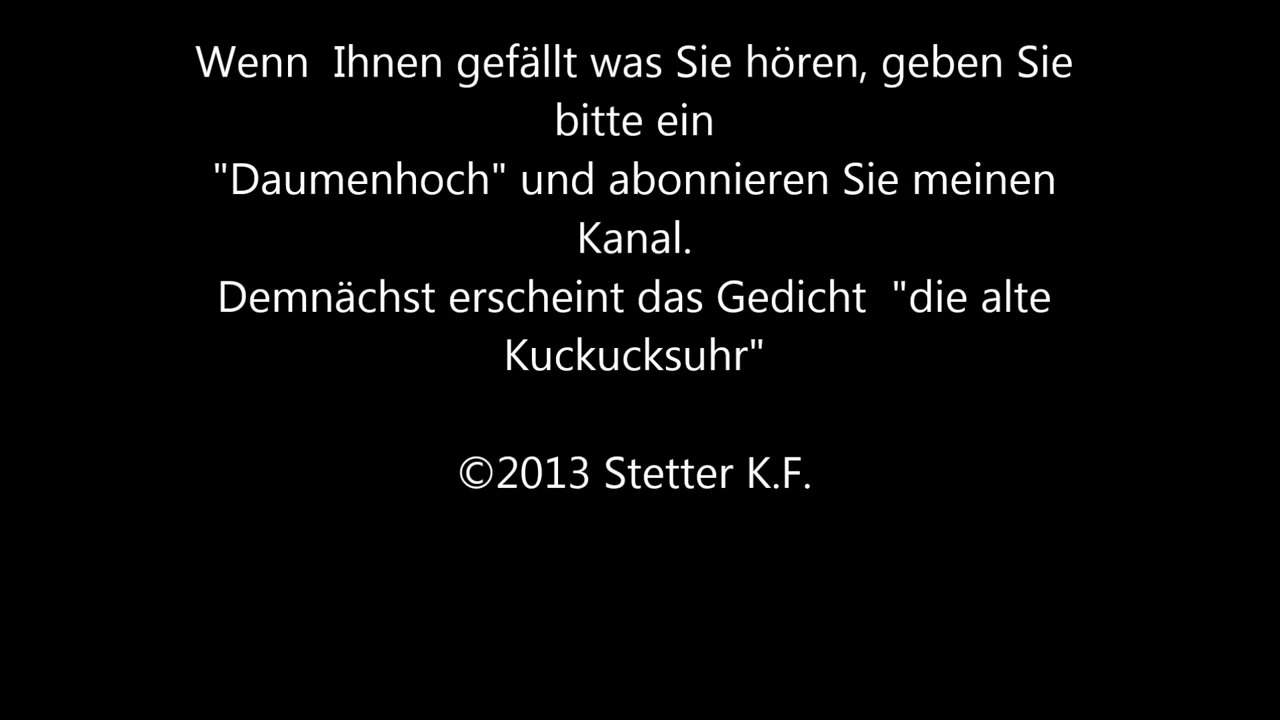 Wenn  Ihnen gefällt was Sie hören, geben Sie
bitte ein
"Daumenhoch" und abonnieren Sie meinen
Kanal.
Demnächst erscheint das Gedicht  "die alte
Kuckucksuhr"
©2013 Stetter K.F.